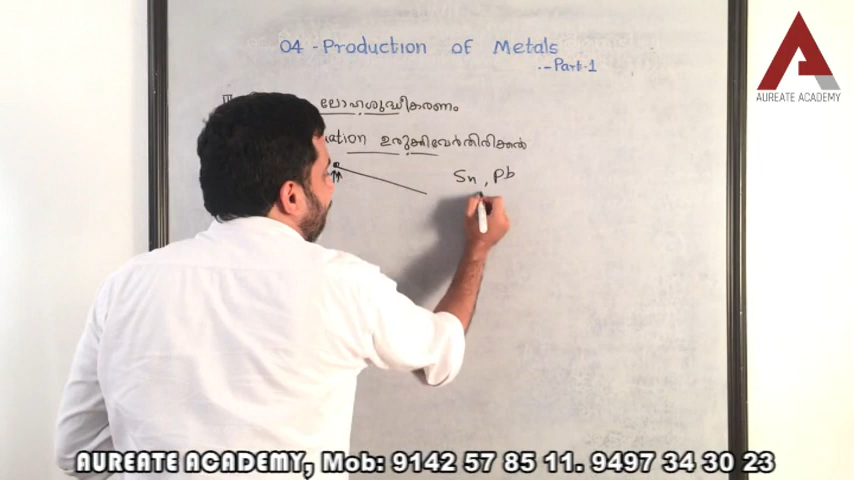 04 - Production of Metals
- Part-1
AUREATE ACADEMY
ലോഹശുദ്ധീകരണം
ഉരുക്കിവേർതിരിക്കൽ
Sn, Pb
AUREATE ACADEMY, Mob: 9142 57 85 11. 9497 34 30 23